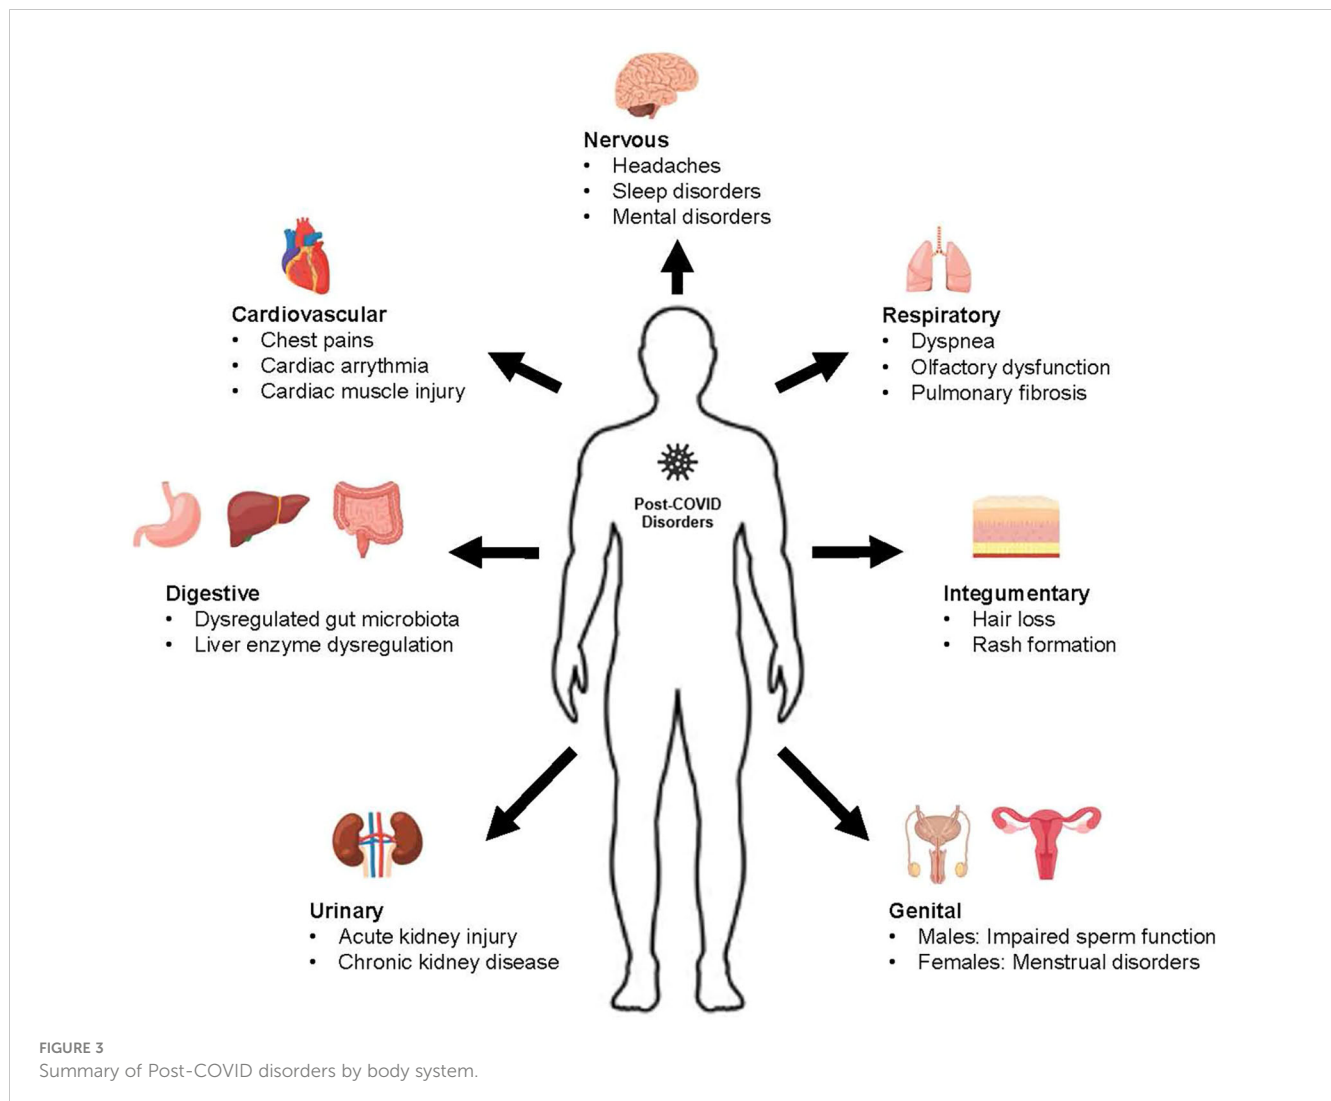 Nervous
• Headaches
• Sleep disorders
• Mental disorders
Cardiovascular
• Chest pains
• Cardiac arrythmia
• Cardiac muscle injury
Respiratory
• Dyspnea
• Olfactory dysfunction
• Pulmonary fibrosis
Post-COVID
Disorders
Digestive
• Dysregulated gut microbiota
• Liver enzyme dysregulation
Integumentary
• Hair loss
• Rash formation
Urinary
• Acute kidney injury
• Chronic kidney disease
Genital
• Males: Impaired sperm function
• Females: Menstrual disorders
FIGURE 3
Summary of Post-COVID disorders by body system.